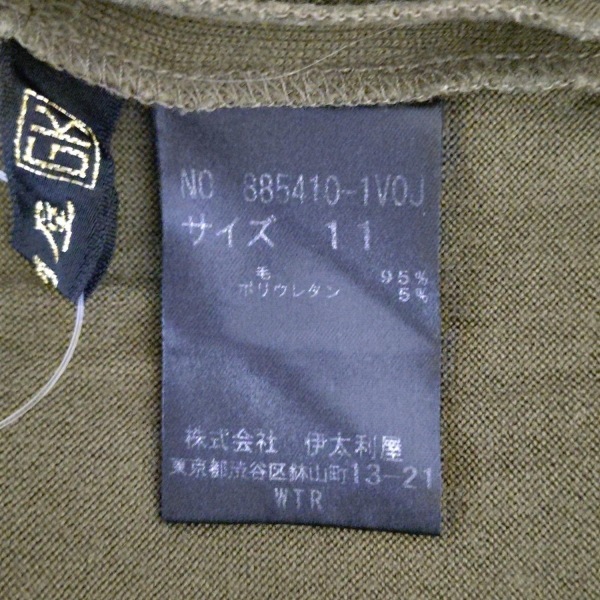 GK
NO 885410-1V0J
サイズ 11
毛 95%
ポリウレタン 5%
株式会社 伊太利屋
東京都渋谷区鉢山町13-21
WTR